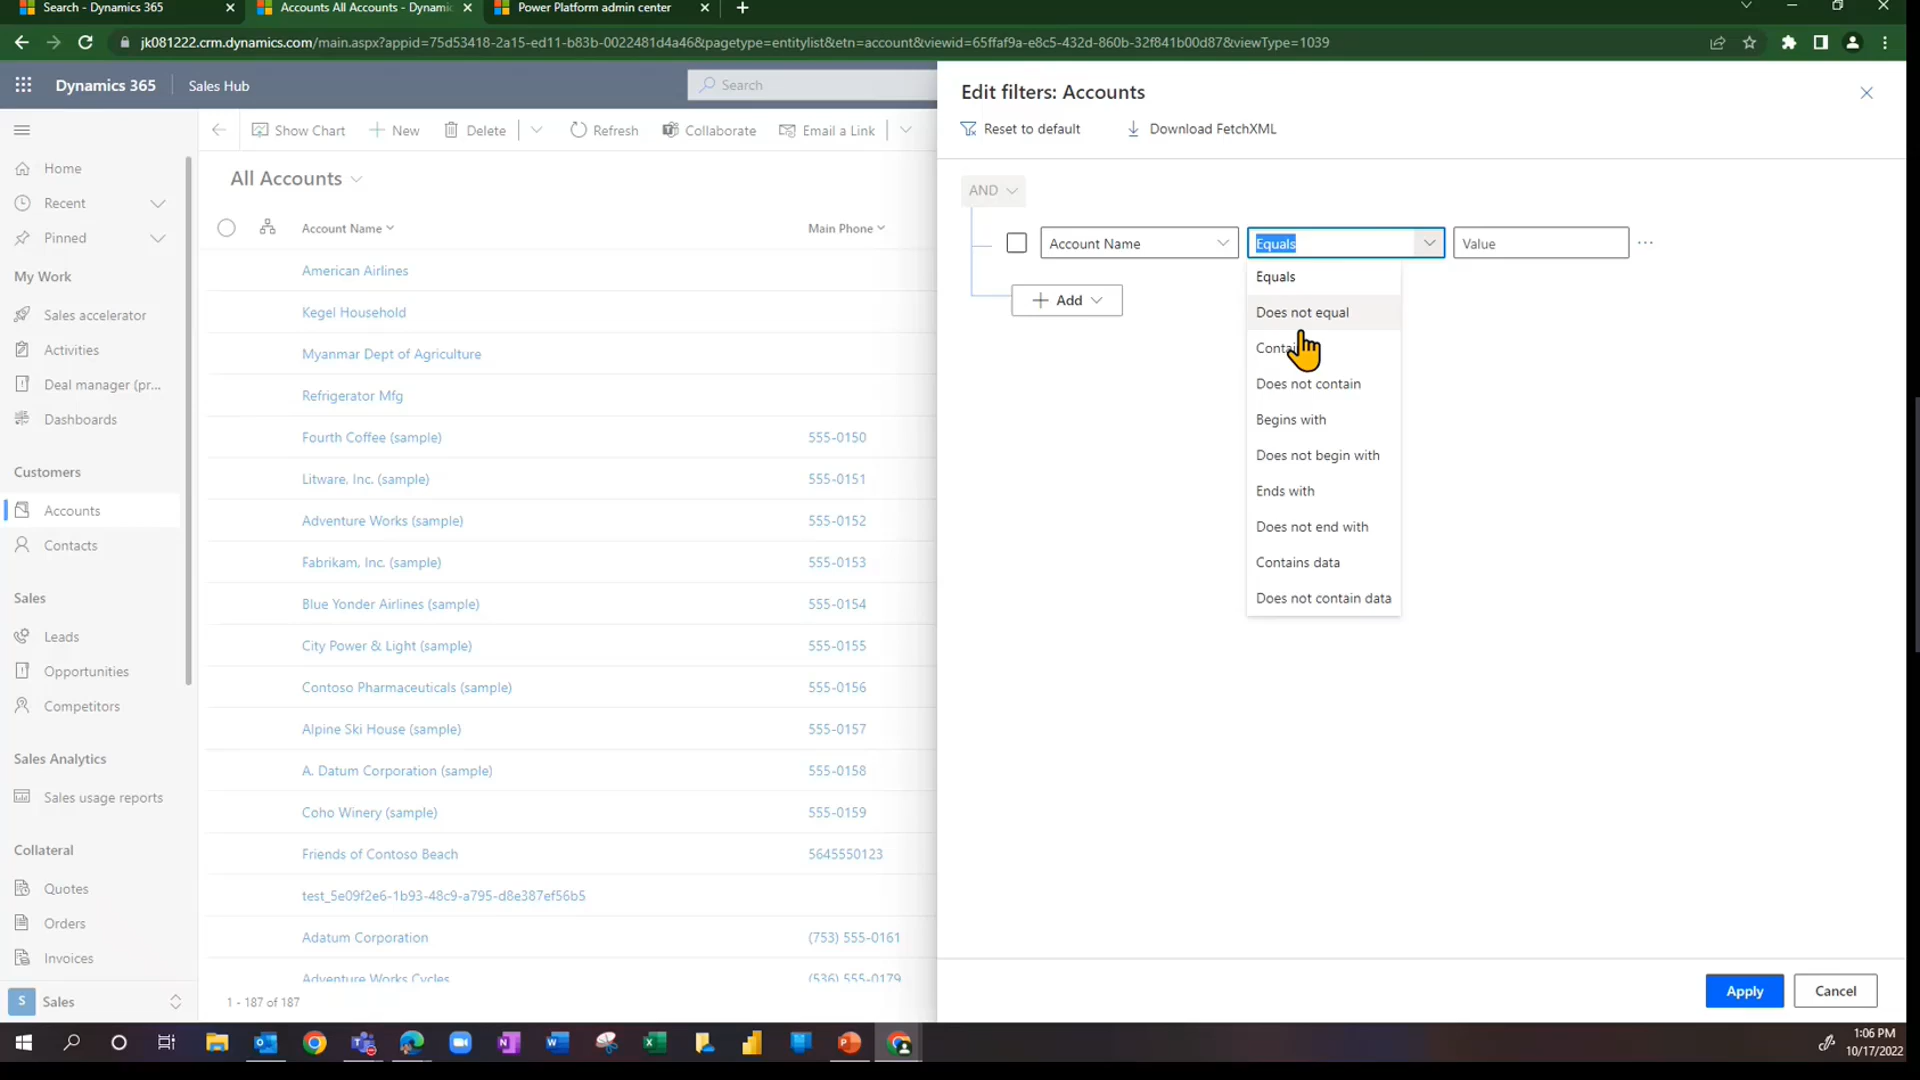 Search - Dynamics 365
Accounts All Accounts - Dynamic
Power Platform admin center
jk081222.crm.dynamics.com/main.aspx?appid=75d53418-2a15-ed11-b83b-0022481d4a46&pagetype=entitylist&etn=account&viewid=65ffaf9a-e8c5-432d-860b-32f841b00d87&viewType=1039
Dynamics 365
Sales Hub
Search
Home
Recent
Pinned
My Work
Sales accelerator
Activities
Deal manager (pr...
Dashboards
Customers
Accounts
Contacts
Sales
Leads
Opportunities
Competitors
Sales Analytics
Sales usage reports
Collateral
Quotes
Orders
Invoices
S Sales
Show Chart
New
Delete
Refresh
Collaborate
Email a Link
All Accounts
Account Name Main Phone
American Airlines
Kegel Household
Myanmar Dept of Agriculture
Refrigerator Mfg
Fourth Coffee (sample) 555-0150
Litware, Inc. (sample) 555-0151
Adventure Works (sample) 555-0152
Fabrikam, Inc. (sample) 555-0153
Blue Yonder Airlines (sample) 555-0154
City Power & Light (sample) 555-0155
Contoso Pharmaceuticals (sample) 555-0156
Alpine Ski House (sample) 555-0157
A. Datum Corporation (sample) 555-0158
Coho Winery (sample) 555-0159
Friends of Contoso Beach 5645550123
test_5e09f2e6-1b93-48c9-a795-d8e387ef56b5
Adatum Corporation (753) 555-0161
Adventure Works Cycles (536) 555-0179
1 - 187 of 187
Edit filters: Accounts
Reset to default
Download FetchXML
AND
Account Name
Equals
Value
Add
Equals
Does not equal
Contai
Does not contain
Begins with
Does not begin with
Ends with
Does not end with
Contains data
Does not contain data
Apply
Cancel
1:06 PM
10/17/2022